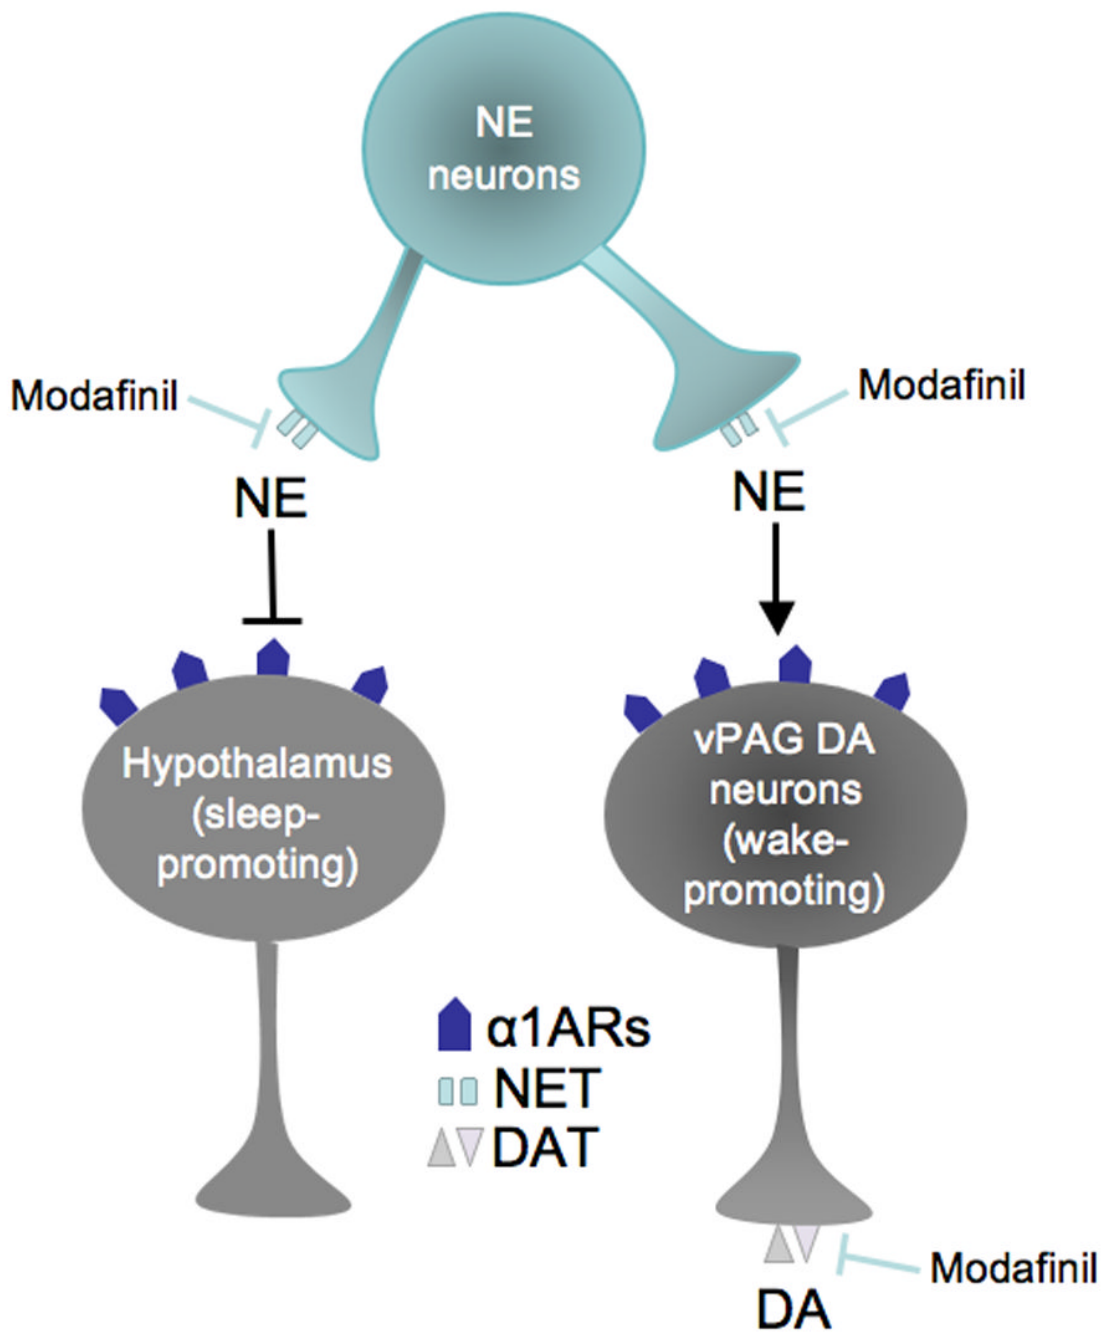 NE
neurons
Modafinil
Modafinil
NE
NE
Hypothalamus
(sleep-
promoting)
vPAG DA
neurons
(wake-
promoting)
α1ARs
NET
DAT
Modafinil
DA